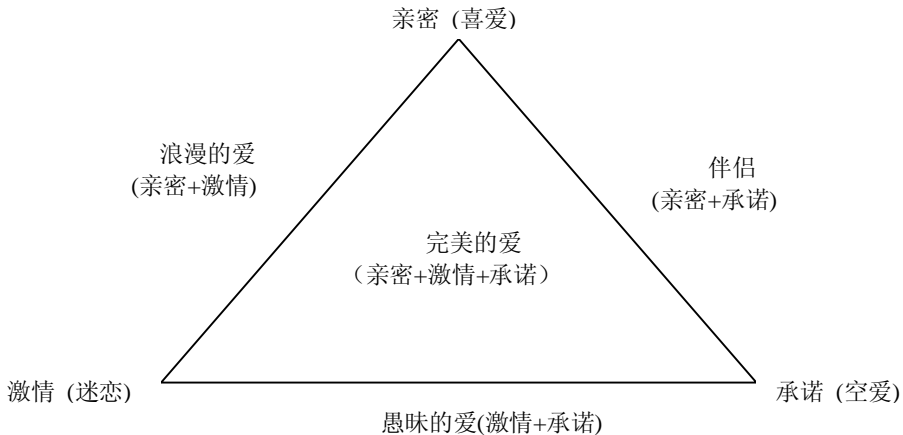 亲密 (喜爱)
浪漫的爱
(亲密+激情)
伴侣
(亲密+承诺)
完美的爱
（亲密+激情+承诺）
激情 (迷恋)
承诺 (空爱)
愚昧的爱(激情+承诺)